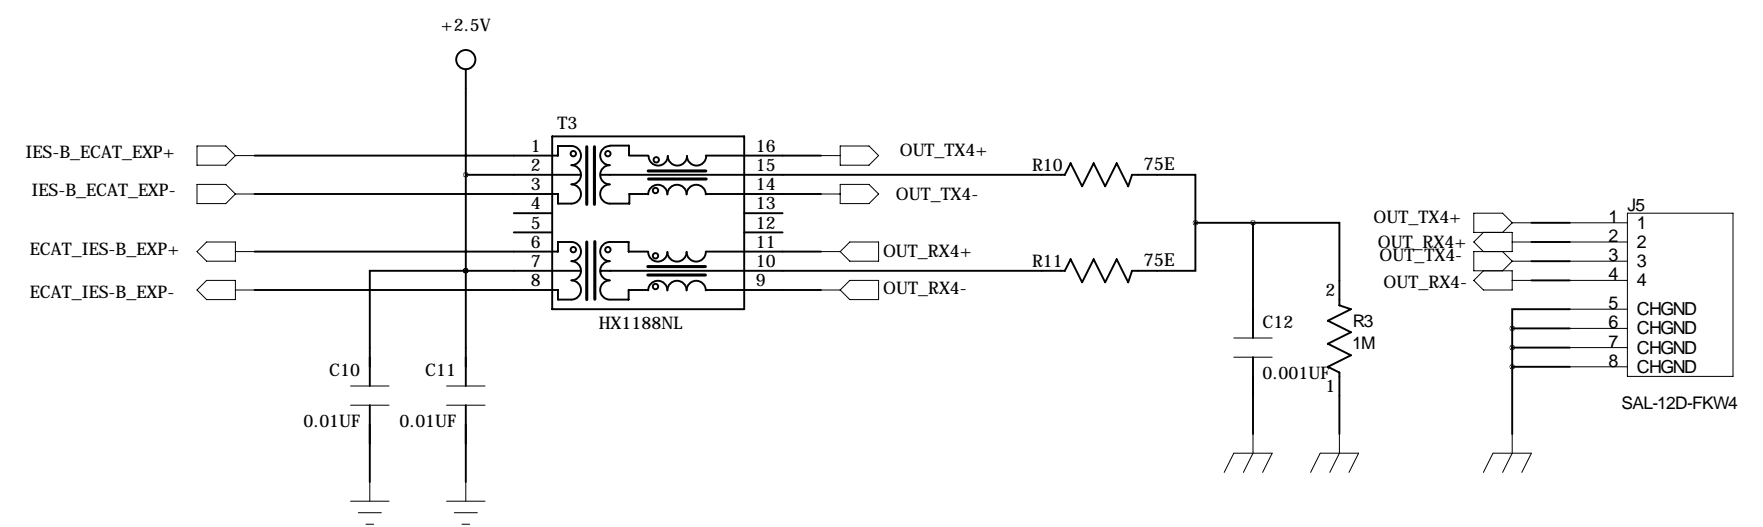 +2.5V
T3
IES-B_ECAT_EXP+
1
16
OUT_TX4+
2
15
R10
75E
IES-B_ECAT_EXP-
3
14
OUT_TX4-
4
13
5
12
ECAT_IES-B_EXP+
6
11
OUT_RX4+
7
10
R11
75E
ECAT_IES-B_EXP-
8
9
OUT_RX4-
HX1188NL
C10
0.01UF
C11
0.01UF
C12
0.001UF
2
R3
1M
1
J5
OUT_TX4+
1
1
OUT_RX4+
2
2
OUT_TX4-
3
3
OUT_RX4-
4
4
5
CHGND
6
CHGND
7
CHGND
8
CHGND
SAL-12D-FKW4